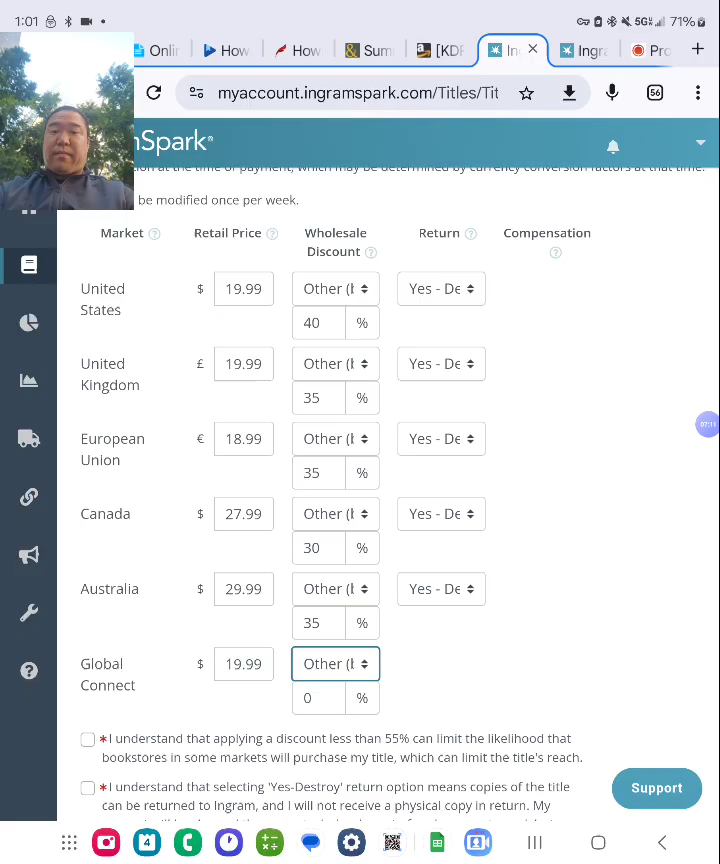 1:01 5G 71%
Onlin How How Sum [KDF In Ingra Pro
myaccount.ingramspark.com/Titles/Tit 56
nSpark®
be modified once per week.
Market Retail Price Wholesale Discount Return Compensation
United States $ 19.99 Other (b Yes - De
40 %
United Kingdom £ 19.99 Other (b Yes - De
35 %
European Union € 18.99 Other (b Yes - De
35 %
Canada $ 27.99 Other (b Yes - De
30 %
Australia $ 29.99 Other (b Yes - De
35 %
Global Connect $ 19.99 Other (b
0 %
07:11
*I understand that applying a discount less than 55% can limit the likelihood that
bookstores in some markets will purchase my title, which can limit the title's reach.
*I understand that selecting 'Yes-Destroy' return option means copies of the title
can be returned to Ingram, and I will not receive a physical copy in return. My
Support
4